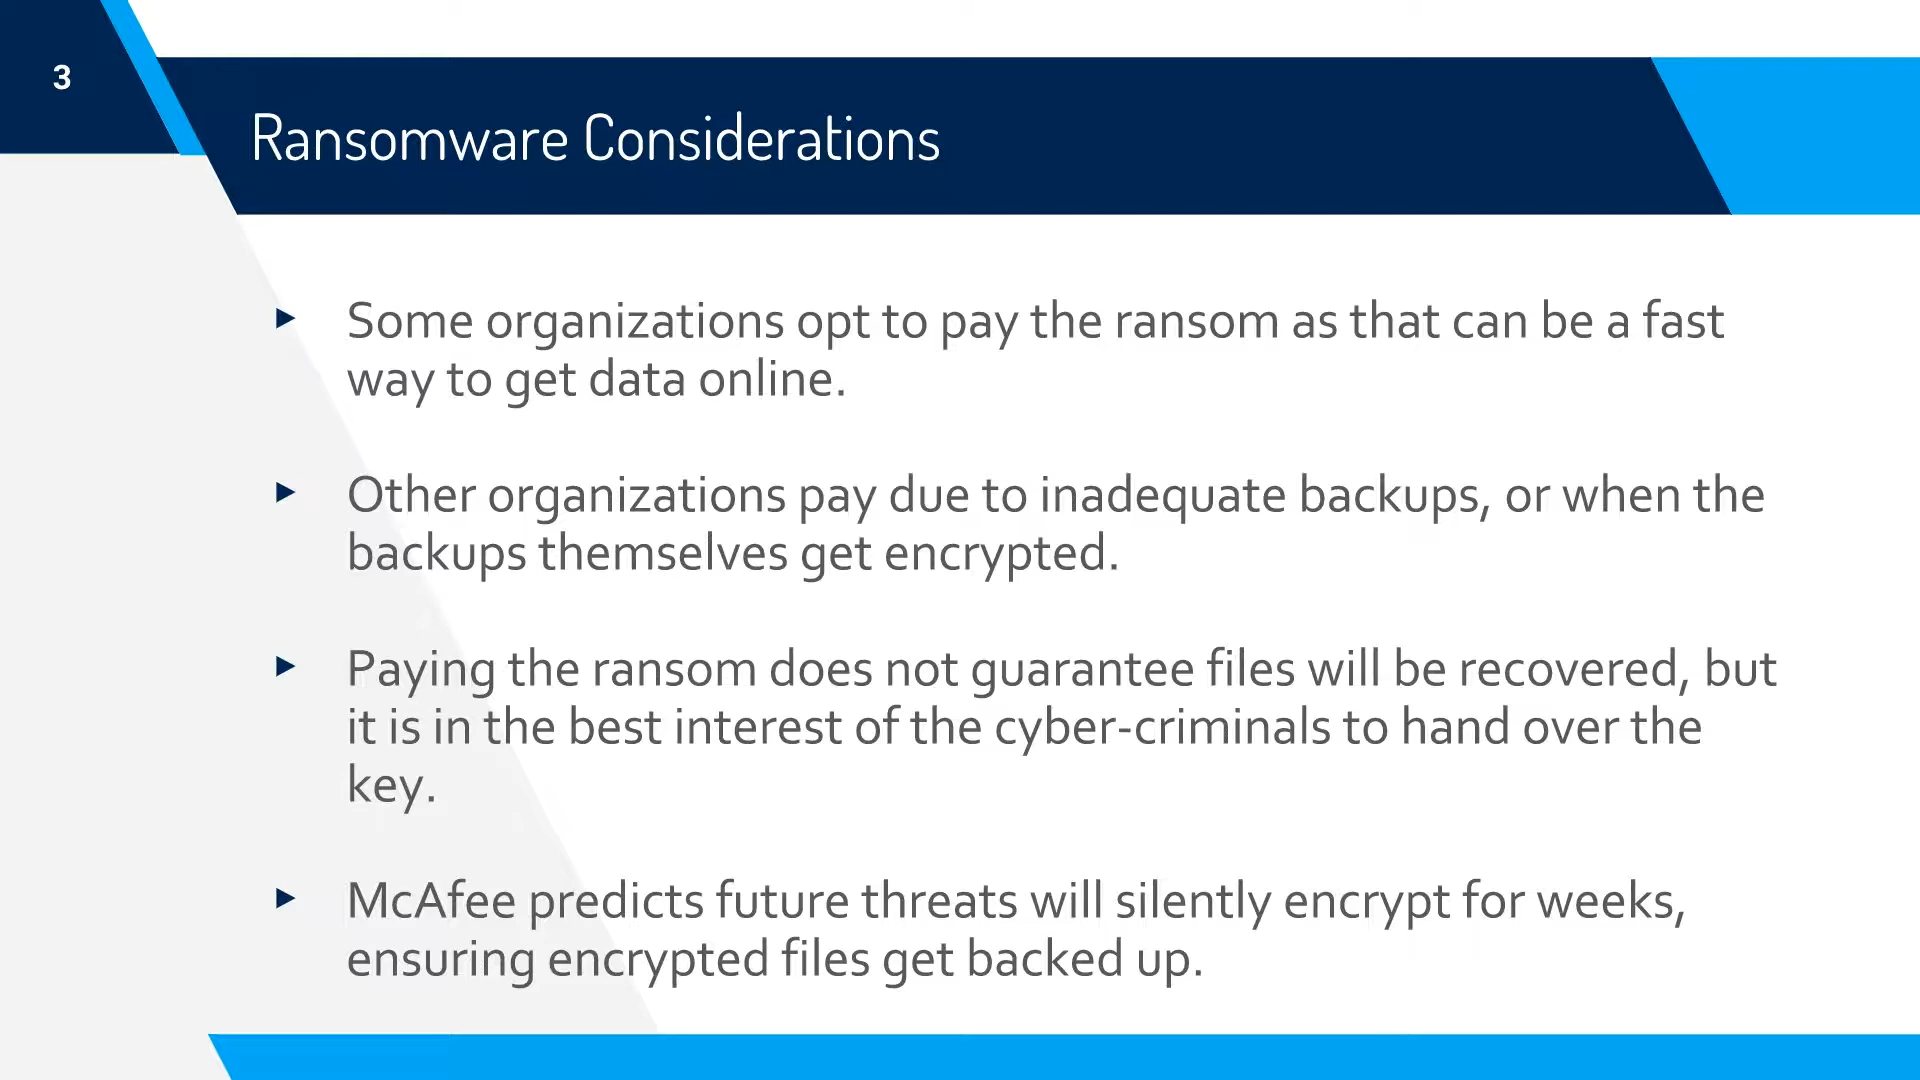 3
Ransomware Considerations
Some organizations opt to pay the ransom as that can be a fast
way to get data online.
Other organizations pay due to inadequate backups, or when the
backups themselves get encrypted.
Paying the ransom does not guarantee files will be recovered, but
it is in the best interest of the cyber-criminals to hand over the
key.
McAfee predicts future threats will silently encrypt for weeks,
ensuring encrypted files get backed up.